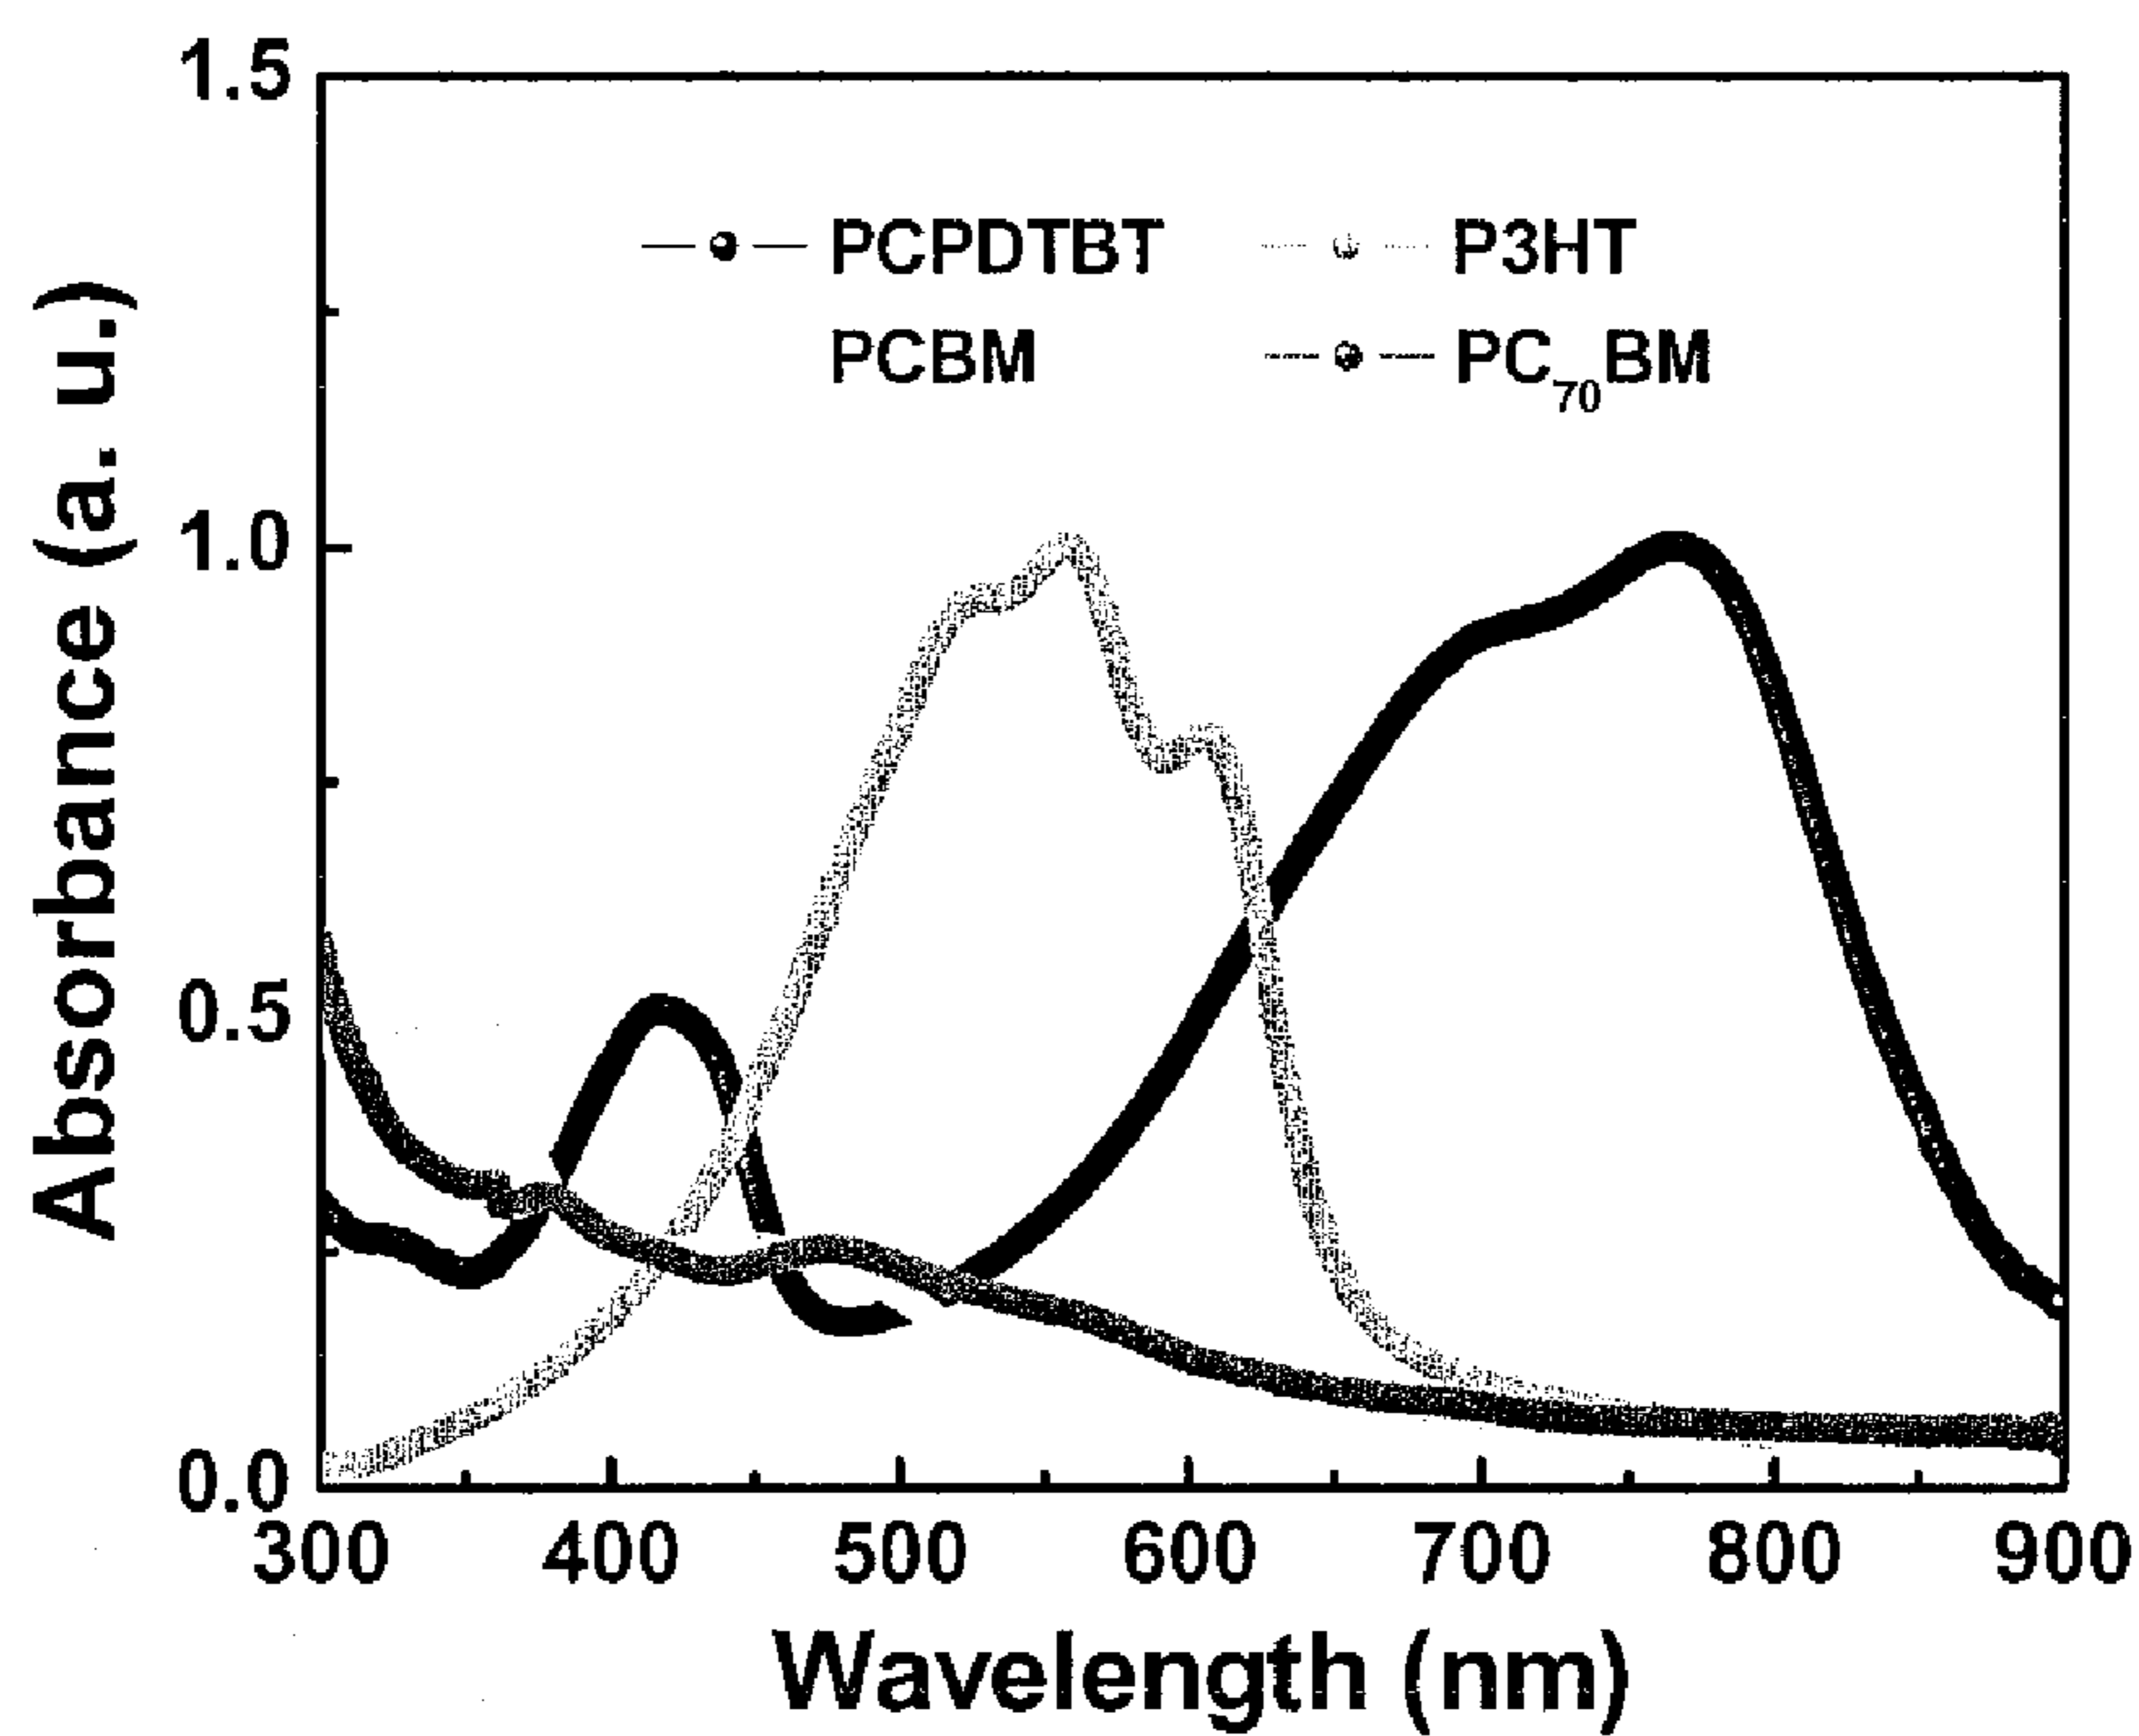 1.5
1.0
0.5
0.0
Absorbance (a. u.)
PCPDTBT P3HT
PCBM PC70BM
300 400 500 600 700 800 900
Wavelength (nm)